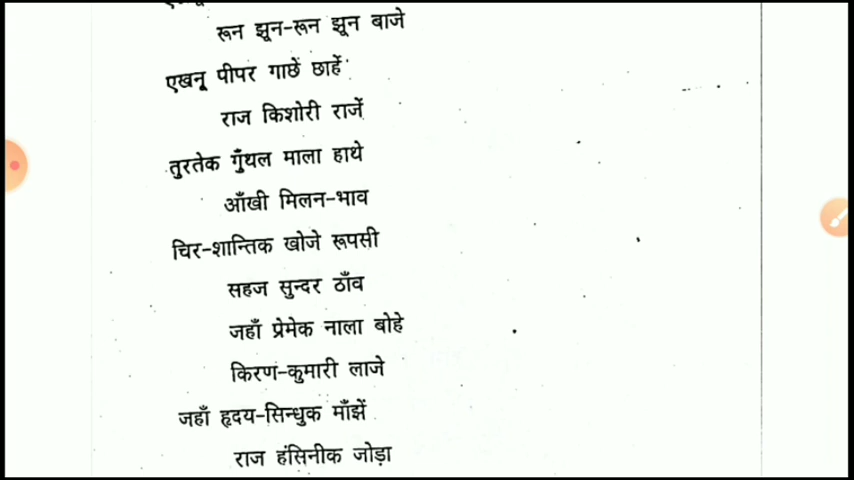 रून झून-रून झून बाजे
एखनू पीपर गाछें छाहें
राज किशोरी राजें
तुरतेक गुँथल माला हाथे
आँखी मिलन-भाव
चिर-शान्तिक खोजे रूपसी
सहज सुन्दर ठाँव
जहाँ प्रेमेक नाला बोहे
किरण-कुमारी लाजे
जहाँ हृदय-सिन्धुक माँझें
राज हंसिनीक जोड़ा